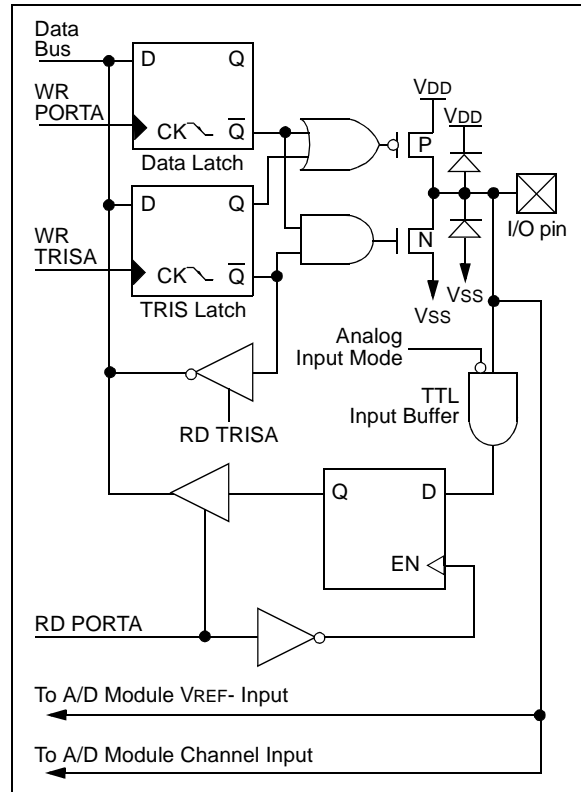 Data
Bus
D Q
WR
PORTA
CK Q
Data Latch
VDD
VDD
P
D Q
WR
TRISA
CK Q
TRIS Latch
N
I/O pin
VSS
VSS
Analog
Input Mode
TTL
Input Buffer
RD TRISA
Q D
EN
RD PORTA
To A/D Module VREF- Input
To A/D Module Channel Input